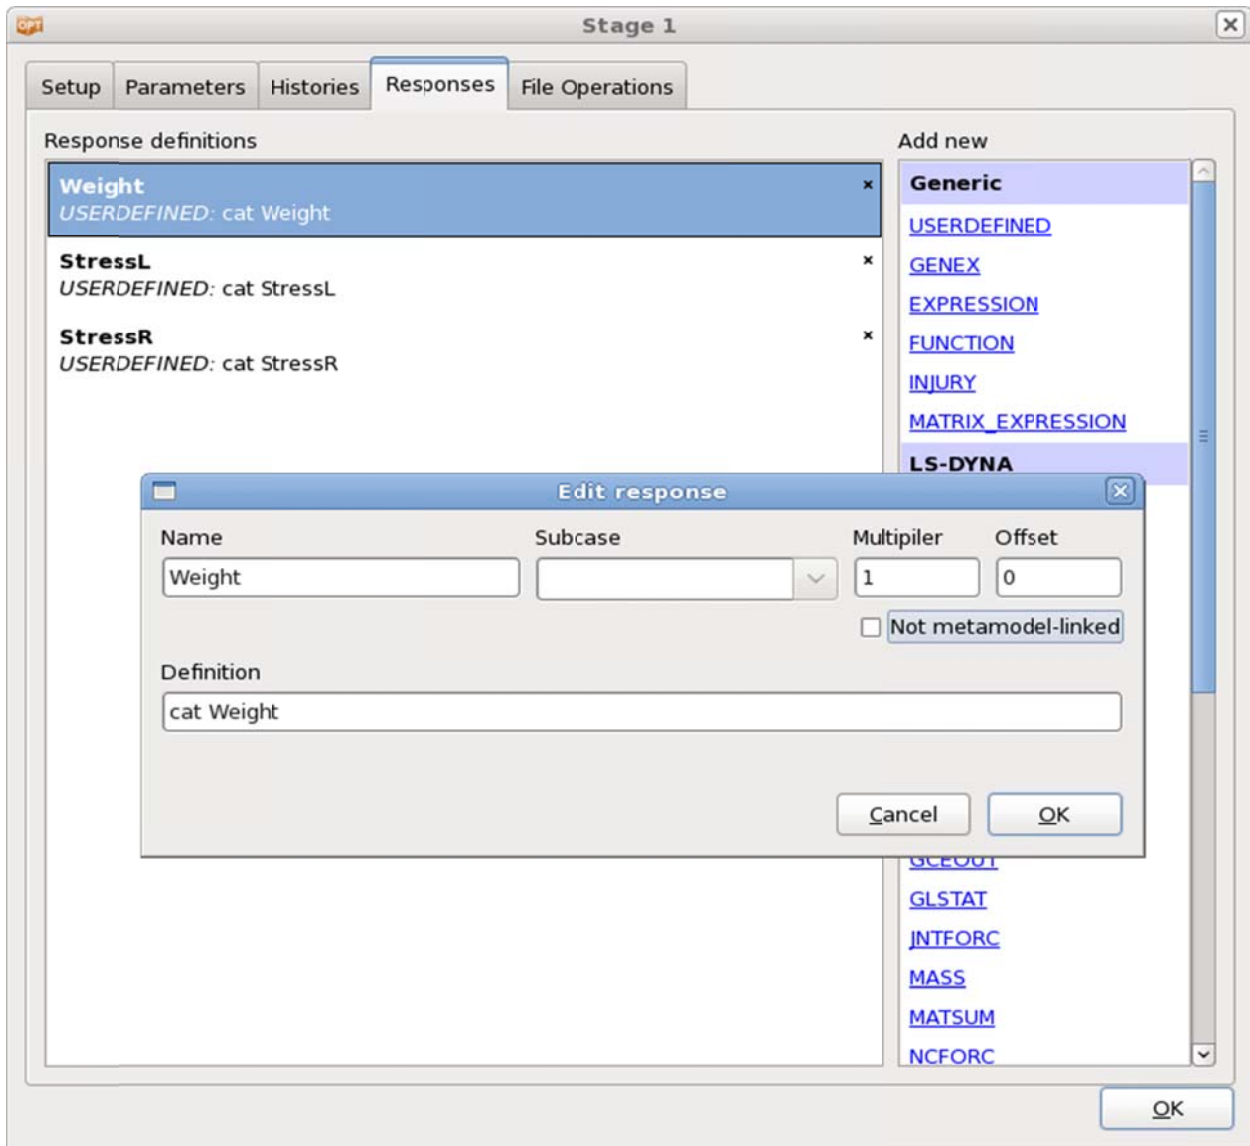 OPT
Stage 1
Setup
Parameters
Histories
Responses
File Operations
Response definitions
Weight
USERDEFINED: cat Weight
StressL
USERDEFINED: cat StressL
StressR
USERDEFINED: cat StressR
Add new
Generic
USERDEFINED
GENEX
EXPRESSION
FUNCTION
INJURY
MATRIX_EXPRESSION
LS-DYNA
Edit response
Name
Subcase
Multipiler
Offset
Weight
1
0
Not metamodel-linked
Definition
cat Weight
Cancel
OK
GCEOUT
GLSTAT
JNTFORC
MASS
MATSUM
NCFORC
OK